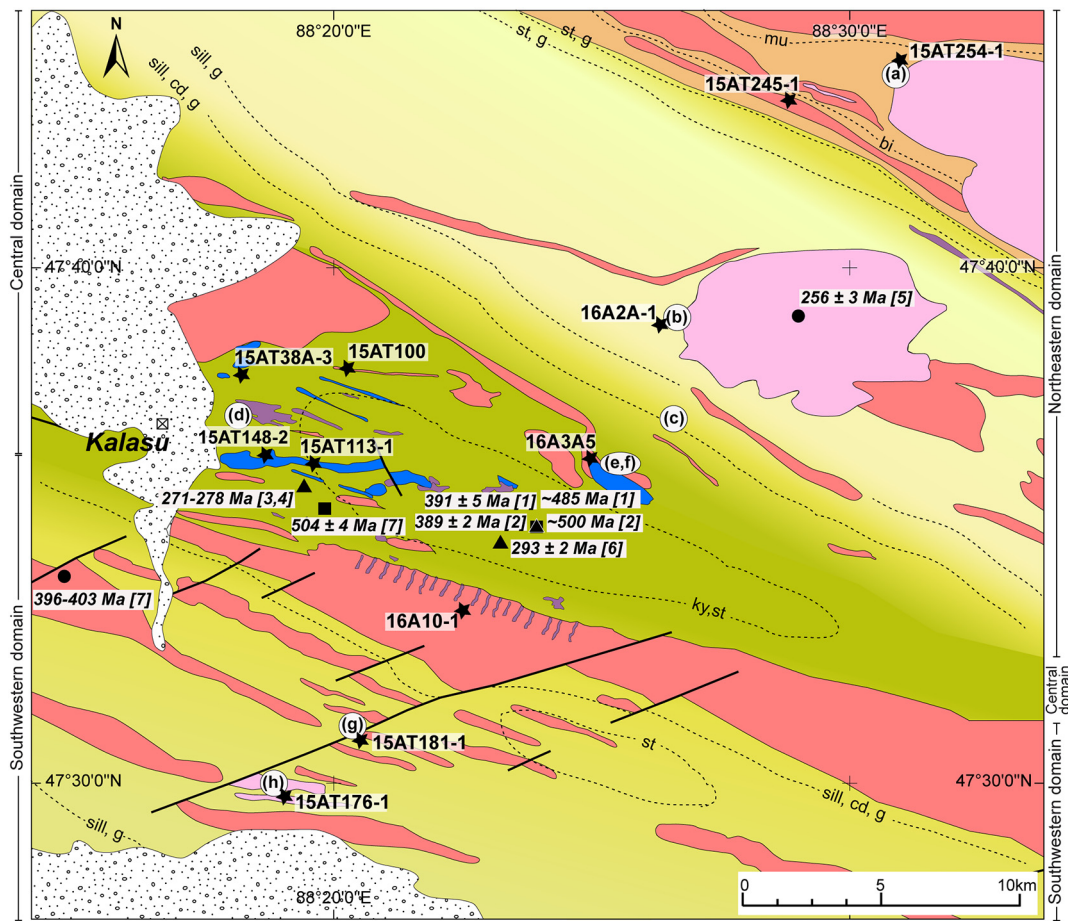 88°20'0"E
88°30'0"E
N
mu
st, g
st, g
15AT254-1
(a)
sill, g
sill, cd, g
15AT245-1
bi
Central domain
Northeastern domain
47°40'0"N
47°40'0"N
256 ± 3 Ma [5]
16A2A-1
(b)
15AT38A-3
15AT100
(d)
(c)
Kalasu
15AT148-2
15AT113-1
16A3A5
(e,f)
271-278 Ma [3,4]
391 ± 5 Ma [1]
~485 Ma [1]
504 ± 4 Ma [7]
389 ± 2 Ma [2]
~500 Ma [2]
293 ± 2 Ma [6]
396-403 Ma [7]
ky,st
16A10-1
Southwestern domain
Central
domain
(g)
15AT181-1
st
47°30'0"N
47°30'0"N
(h)
15AT176-1
sill, cd, g
sill, g
Southwestern domain
88°20'0"E
0
5
10km